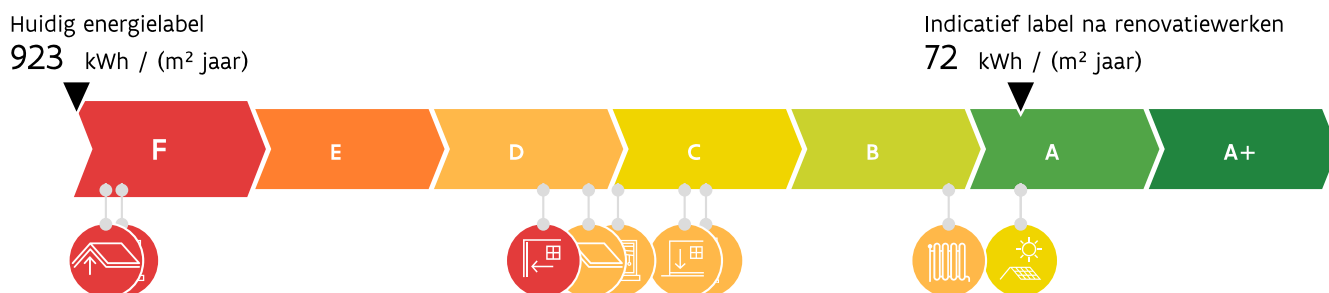 Huidig energielabel
923 kWh / (m² jaar)
Indicatief label na renovatiewerken
72 kWh / (m² jaar)
F E D C B A A+